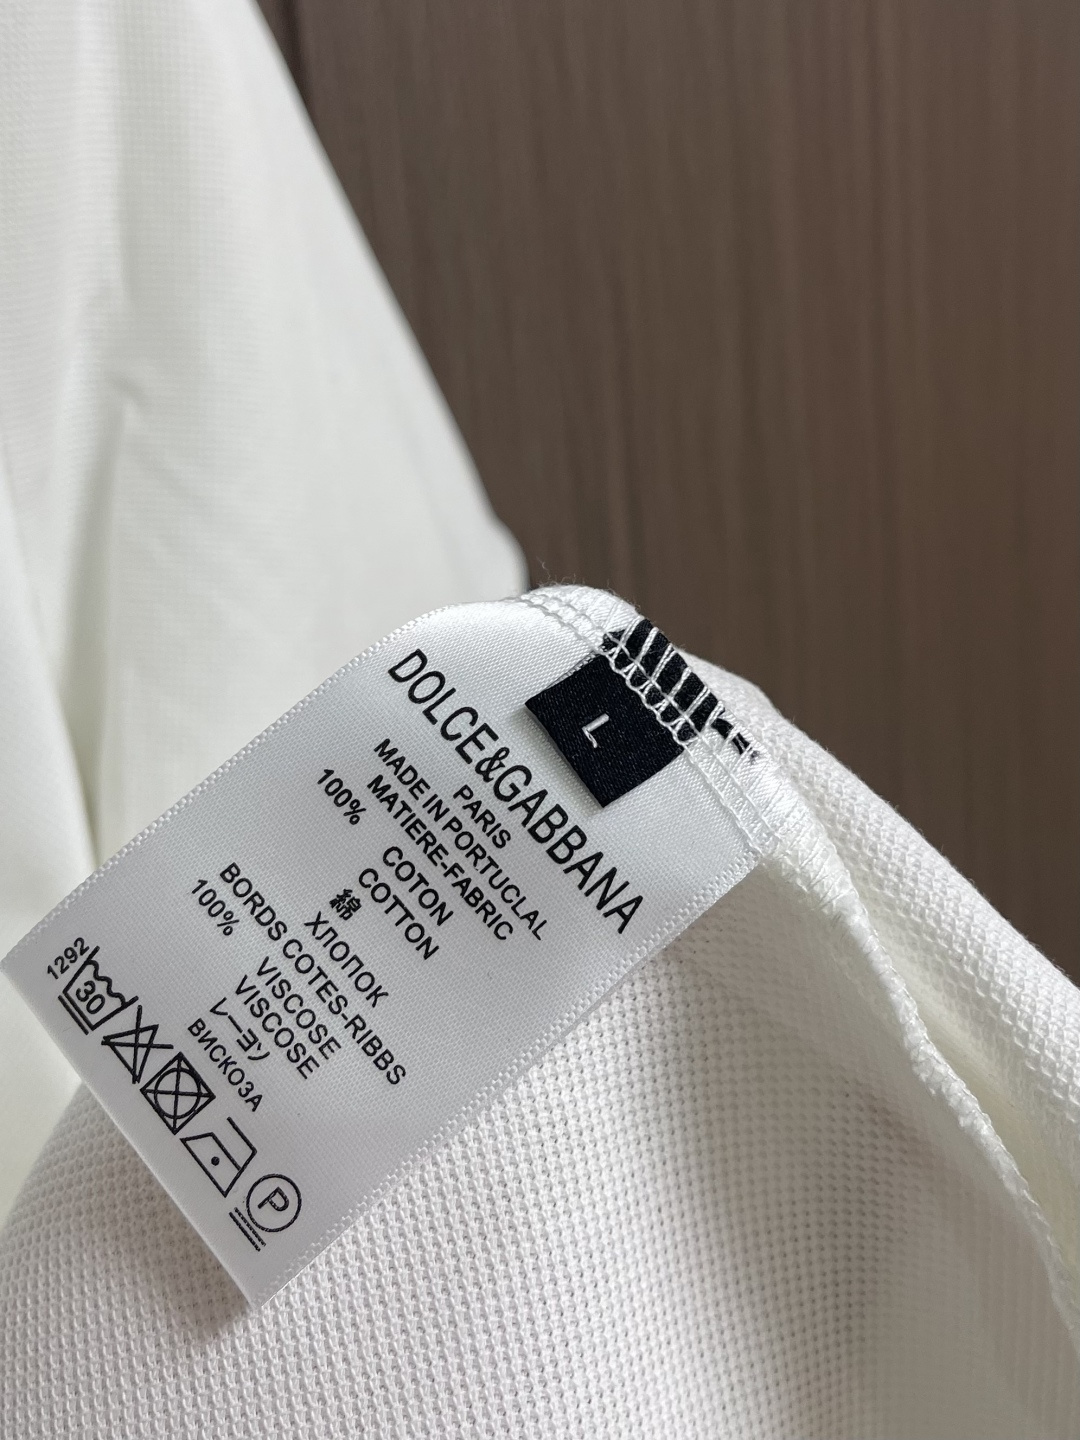 L
DOLCE&GABBANA
PARIS
MADE IN PORTUCLAL
MATIERE-FABRIC
100% COTON
COTTON
綿
ХЛОПОК
BORDS COTES-RIBBS
100% VISCOSE
VISCOSE
レーヨン
ВИСКОЗА
1292
30
P